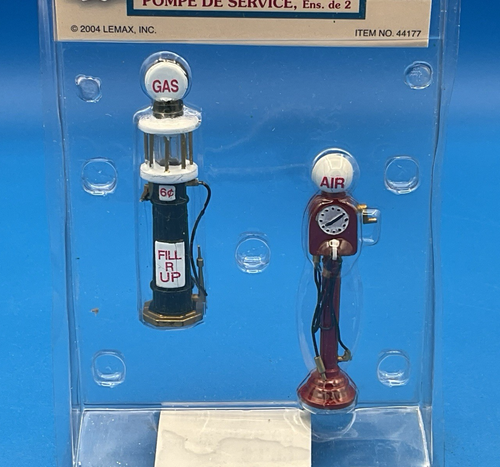 POMPE DE SERVICE, Ens. de 2
© 2004 LEMAX, INC.
ITEM NO. 44177
GAS
6¢
FILL
R
UP
AIR